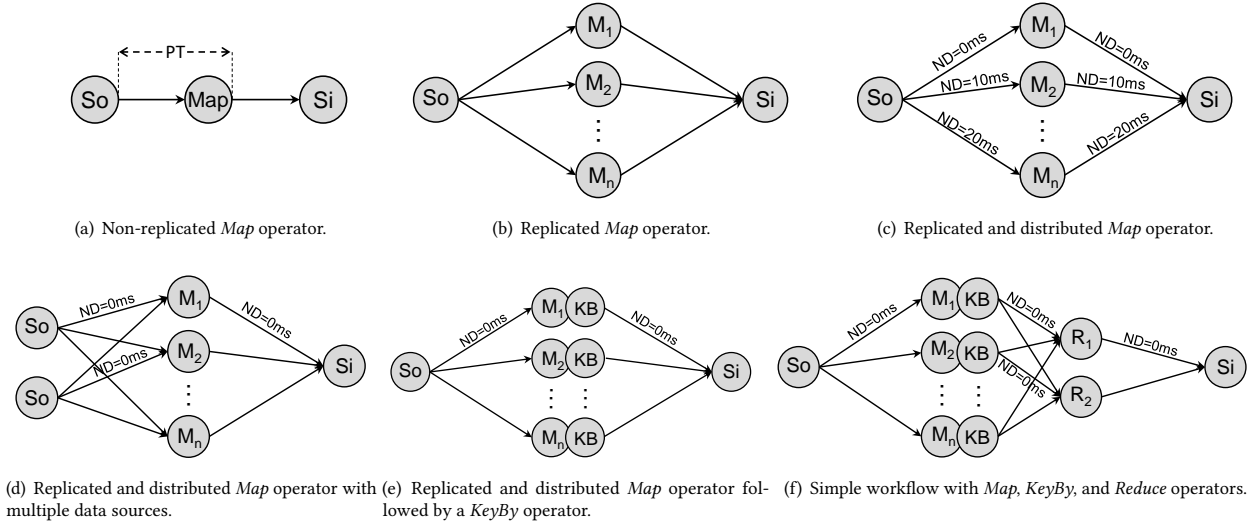 PT
So
Map
Si
(a) Non-replicated Map operator.
M1
So
M2
Si
⋮
Mn
(b) Replicated Map operator.
M1
ND=0ms
ND=0ms
So
ND=10ms
M2
ND=10ms
Si
⋮
ND=20ms
ND=20ms
Mn
(c) Replicated and distributed Map operator.
M1
ND=0ms
ND=0ms
So
M2
ND=0ms
Si
So
⋮
Mn
(d) Replicated and distributed Map operator with
multiple data sources.
M1 KB
ND=0ms
ND=0ms
So
M2 KB
Si
⋮ ⋮
Mn KB
(e) Replicated and distributed Map operator fol-
lowed by a KeyBy operator.
M1 KB
ND=0ms
ND=0ms
R1
ND=0ms
So
M2 KB
ND=0ms
Si
R2
⋮ ⋮
Mn KB
(f) Simple workflow with Map, KeyBy, and Reduce operators.